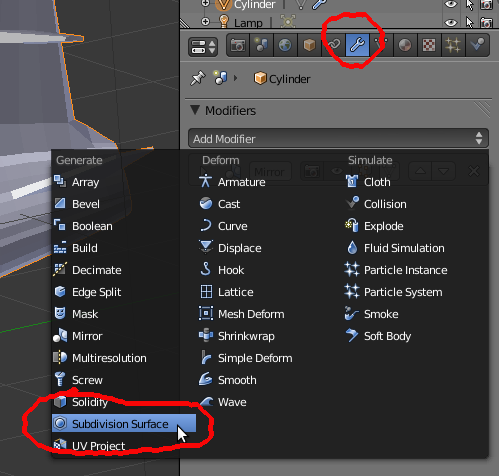 Cylinder
Lamp
Cylinder
Modifiers
Add Modifier
Mirror
Generate
Array
Bevel
Boolean
Build
Decimate
Edge Split
Mask
Mirror
Multiresolution
Screw
Solidify
Subdivision Surface
UV Project
Deform
Armature
Cast
Curve
Displace
Hook
Lattice
Mesh Deform
Shrinkwrap
Simple Deform
Smooth
Wave
Simulate
Cloth
Collision
Explode
Fluid Simulation
Particle Instance
Particle System
Smoke
Soft Body